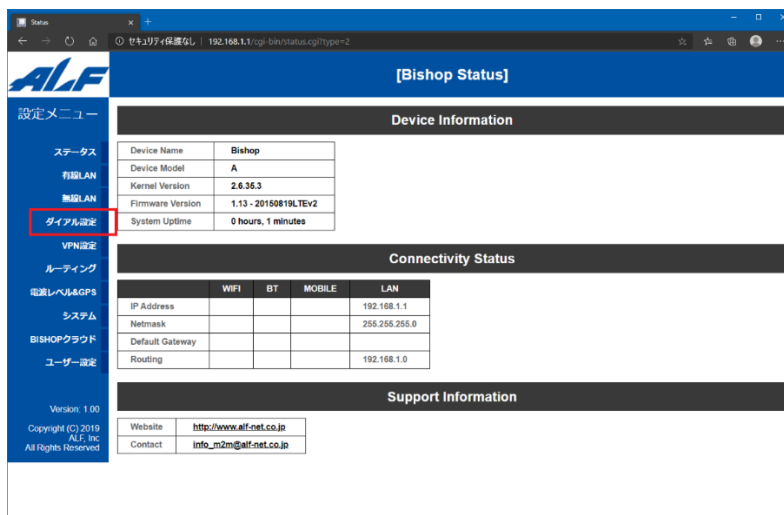 Status
セキュリティ保護なし | 192.168.1.1/cgi-bin/status.cgi?type=2
ALF
[Bishop Status]
設定メニュー
ステータス
有線LAN
無線LAN
ダイアル設定
VPN設定
ルーティング
電波レベル&GPS
システム
BISHOPクラウド
ユーザー設定
Version: 1.00
Copyright (C) 2019
ALF, Inc
All Rights Reserved
Device Information
Device Name Bishop
Device Model A
Kernel Version 2.6.35.3
Firmware Version 1.13 - 20150819LTEv2
System Uptime 0 hours, 1 minutes
Connectivity Status
WIFI BT MOBILE LAN
IP Address 192.168.1.1
Netmask 255.255.255.0
Default Gateway
Routing 192.168.1.0
Support Information
Website http://www.alf-net.co.jp
Contact info_m2m@alf-net.co.jp